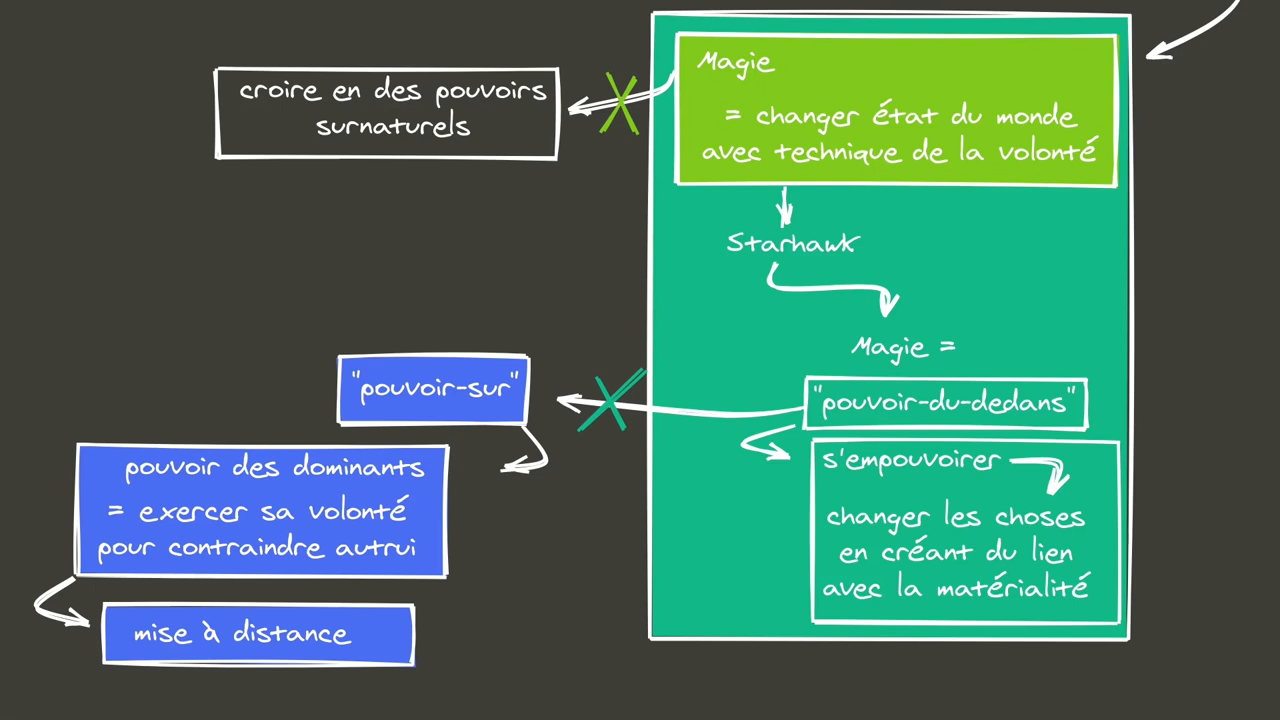 croire en des pouvoirs
surnaturels
Magie
= changer état du monde
avec technique de la volonté
Starhawk
Magie =
"pouvoir-du-dedans"
s'empouvoirer
changer les choses
en créant du lien
avec la matérialité
"pouvoir-sur"
pouvoir des dominants
= exercer sa volonté
pour contraindre autrui
mise à distance